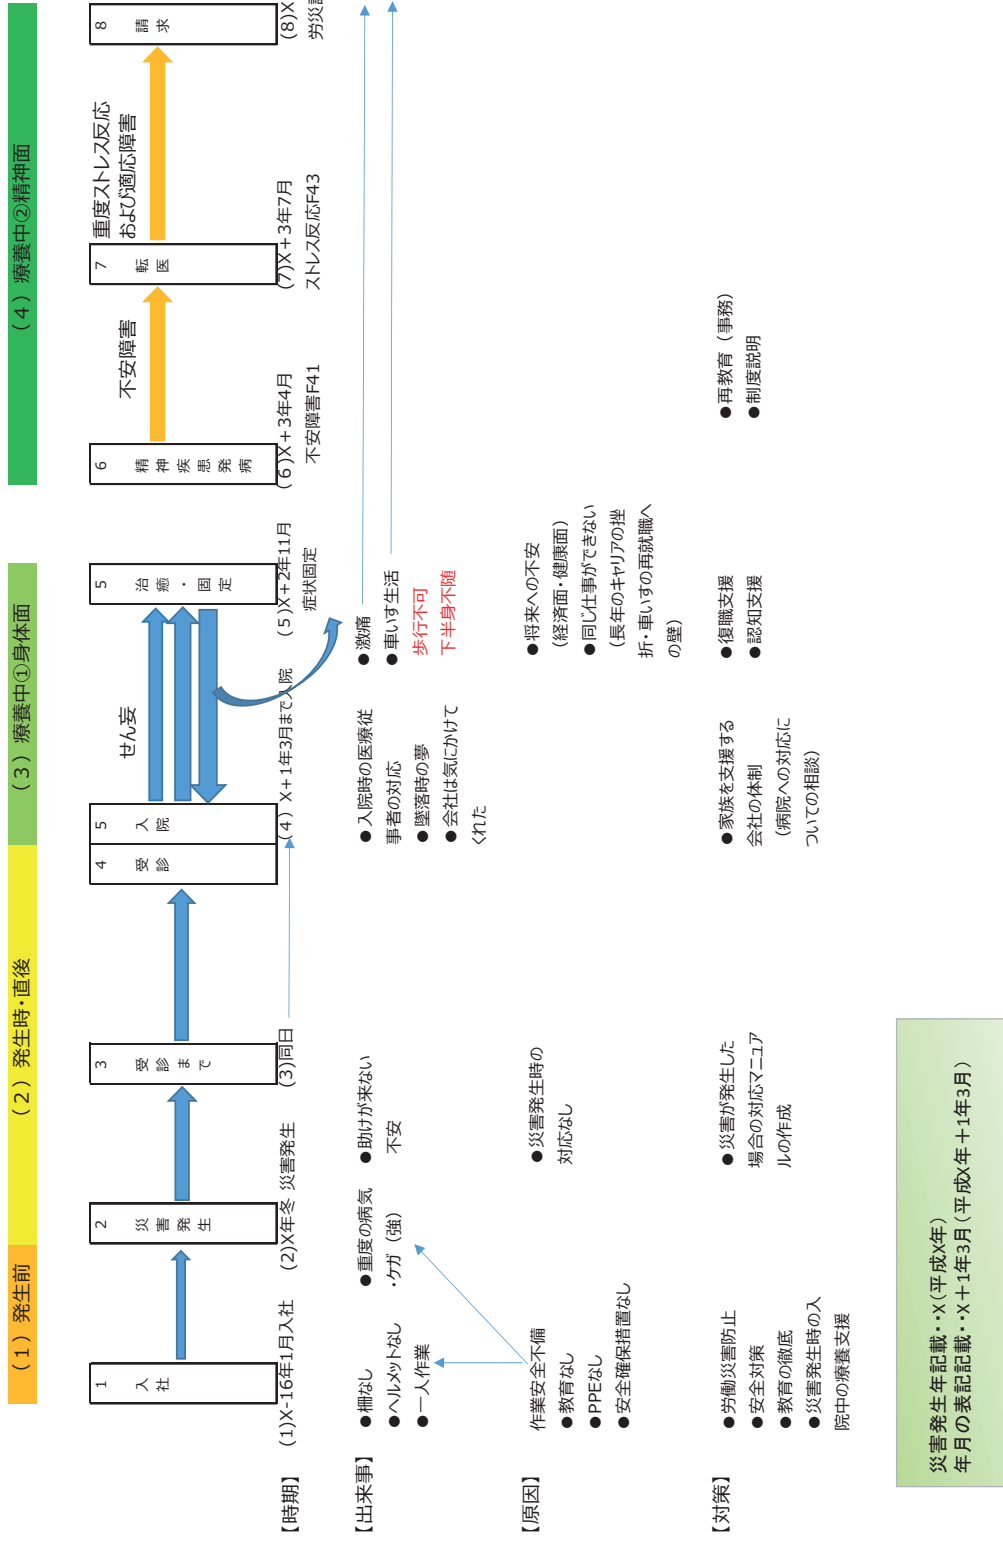 (1)発生前
(2)発生時・直後
(3)療養中①身体面
(4)療養中②精神面
1
入社
2
災害発生
3
受診まで
4
受診
5
入院
せん妄
5
治癒・固定
6
精神疾患発病
不安障害
7
転医
重度ストレス反応
および適応障害
8
請求
【時期】
(1)X-16年1月入社
(2)X年冬 災害発生
(3)同日
(4) X+1年3月まで入院
(5)X+2年11月
症状固定
(6)X+3年4月
不安障害F41
(7)X+3年7月
ストレス反応F43
(8)X
労災
【出来事】
●柵なし
●ヘルメットなし
●一人作業
●重度の病気
・ケガ(強)
●助けが来ない
不安
●入院時の医療従
事者の対応
●墜落時の夢
●会社は気にかけて
くれた
●激痛
●車いす生活
歩行不可
下半身不随
【原因】
作業安全不備
●教育なし
●PPEなし
●安全確保措置なし
●災害発生時の
対応なし
●将来への不安
(経済面・健康面)
●同じ仕事ができない
(長年のキャリアの挫
折・車いすの再就職へ
の壁)
【対策】
●労働災害防止
●安全対策
●教育の徹底
●災害発生時の入
院中の療養支援
●災害が発生した
場合の対応マニュア
ルの作成
●家族を支援する
会社の体制
(病院への対応に
ついての相談)
●復職支援
●認知支援
●再教育(事務)
●制度説明
災害発生年記載・・X(平成X年)
年月の表記記載・・X+1年3月(平成X年+1年3月)